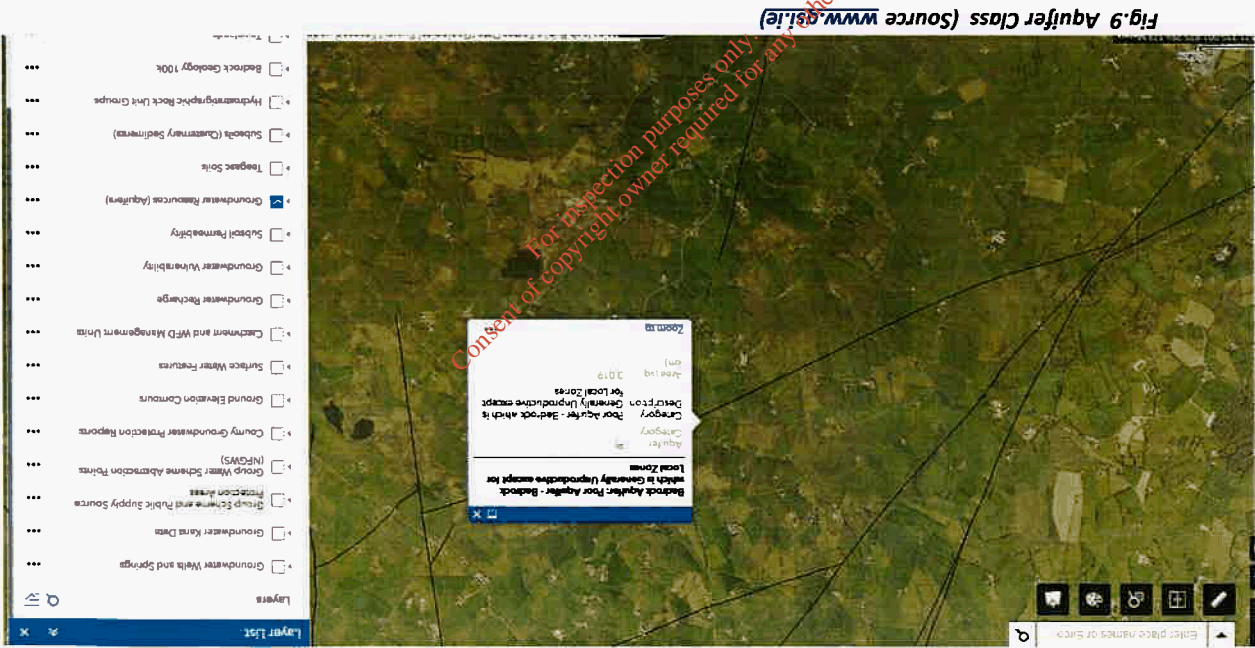 Enter place names or Eirco
Layer List
Layers
Groundwater Wells and Springs
Groundwater Karst Data
Group Scheme and Public Supply Source
Protection Areas
Group Water Scheme Abstraction Points
(NFGWS)
County Groundwater Protection Reports
Ground Elevation Contours
Surface Water Features
Catchment and WFD Management Units
Groundwater Recharge
Groundwater Vulnerability
Subsoil Permeability
Groundwater Resources (Aquifers)
Teagasc Soils
Subsoils (Quaternary Sediments)
Hydrostratigraphic Rock Unit Groups
Bedrock Geology 100k
Bedrock Aquifer: Poor Aquifer - Bedrock
which is Generally Unproductive except for
Local Zones
Aquifer
Category
Category Poor Aquifer - Bedrock which is
Description Generally Unproductive except
for Local Zones
Area (sq
km)
Zoom to
For inspection purposes only.
Consent of copyright owner required for any othe
Fig.9 Aquifer Class (Source www.gsi.ie)